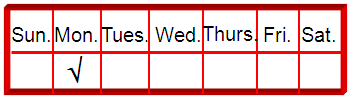 Sun. Mon. Tues. Wed. Thurs. Fri. Sat.
√